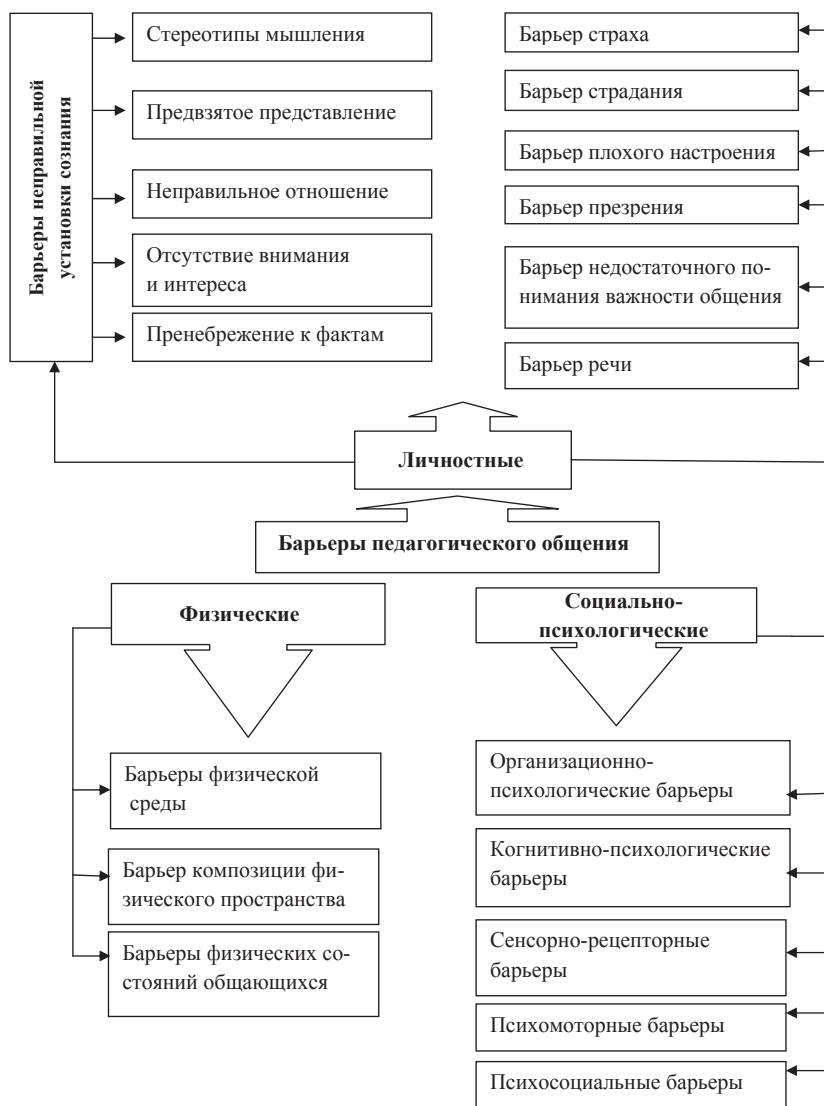 Барьеры неправильной
установки сознания
Стереотипы мышления
Предвзятое представление
Неправильное отношение
Отсутствие внимания
и интереса
Пренебрежение к фактам
Барьер страха
Барьер страдания
Барьер плохого настроения
Барьер презрения
Барьер недостаточного по-
нимания важности общения
Барьер речи
Личностные
Барьеры педагогического общения
Физические
Барьеры физической
среды
Барьер композиции фи-
зического пространства
Барьеры физических со-
стояний общающихся
Социально-
психологические
Организационно-
психологические барьеры
Когнитивно-психологические
барьеры
Сенсорно-рецепторные
барьеры
Психомоторные барьеры
Психосоциальные барьеры